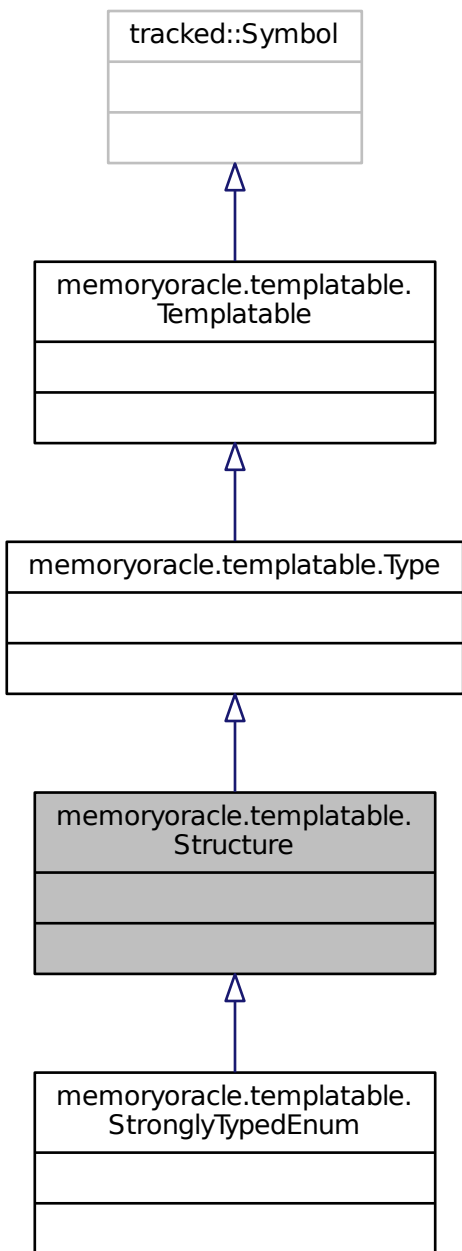 tracked::Symbol
memoryoracle.templatable.
Templatable
memoryoracle.templatable.Type
memoryoracle.templatable.
Structure
memoryoracle.templatable.
StronglyTypedEnum